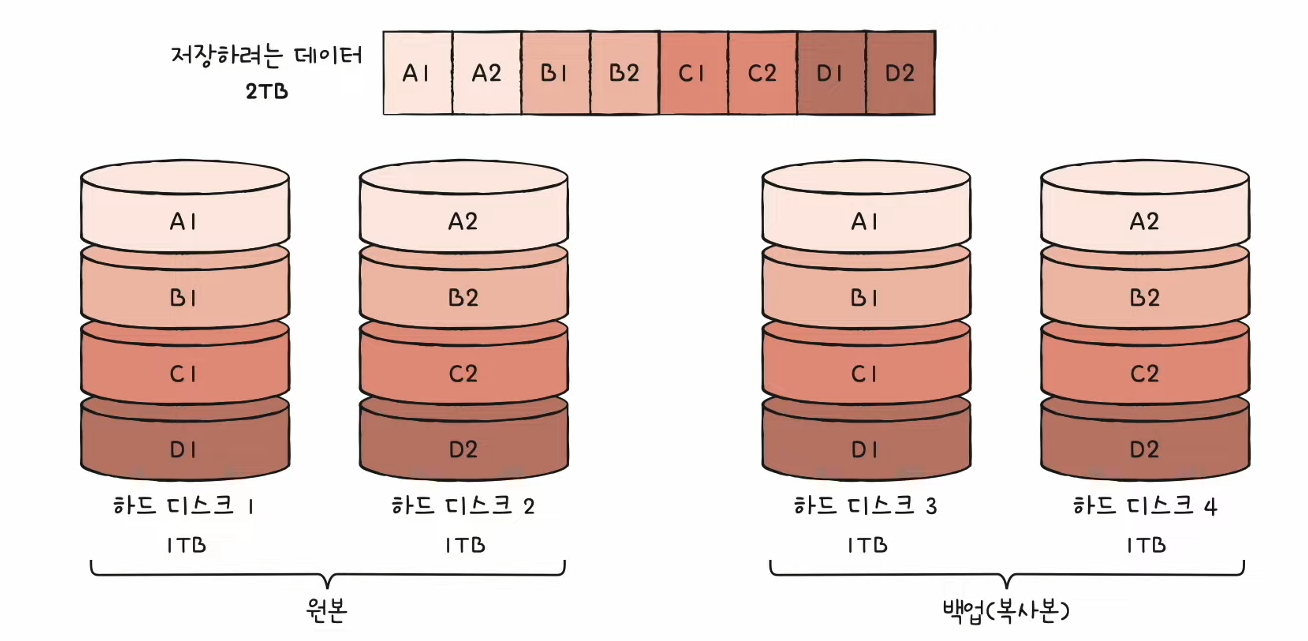 저장하려는 데이터
2TB
A1 A2 B1 B2 C1 C2 D1 D2
A1 A2 A1 A2
B1 B2 B1 B2
C1 C2 C1 C2
D1 D2 D1 D2
하드 디스크 1 하드 디스크 2 하드 디스크 3 하드 디스크 4
1TB 1TB 1TB 1TB
원본 백업(복사본)